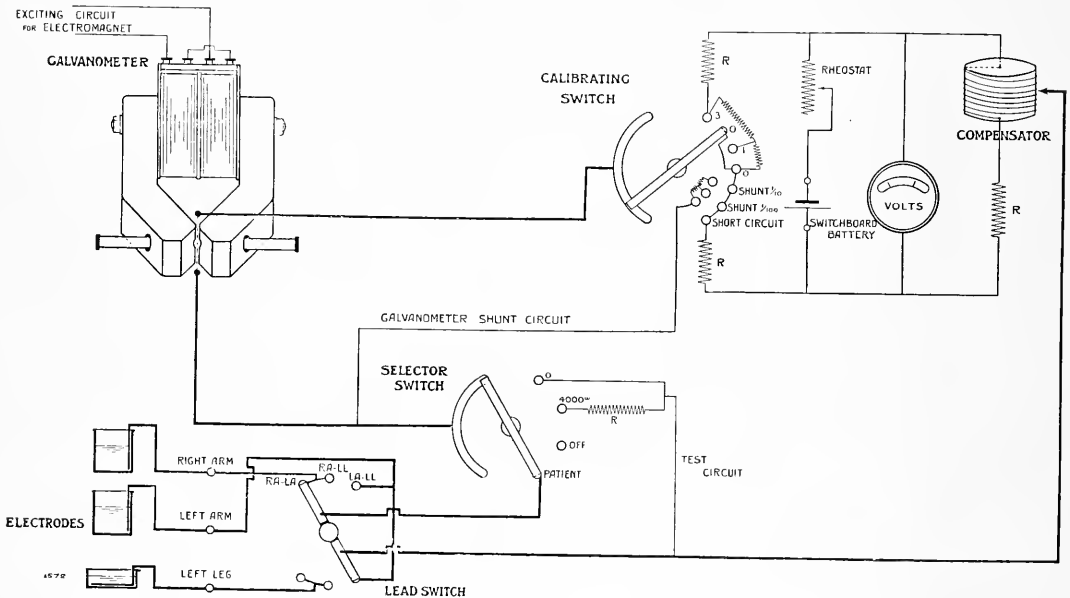 EXCITING CIRCUIT
FOR ELECTROMAGNET
GALVANOMETER
CALIBRATING
SWITCH
R
3
0
1
0
SHUNT 1/10
SHUNT 1/100
SHORT CIRCUIT
R
RHEOSTAT
SWITCHBOARD
BATTERY
VOLTS
COMPENSATOR
R
GALVANOMETER SHUNT CIRCUIT
SELECTOR
SWITCH
0
4000ω
R
OFF
PATIENT
TEST
CIRCUIT
RIGHT ARM
RA-LA
RA-LL
LA-LL
ELECTRODES
LEFT ARM
LEFT LEG
LEAD SWITCH